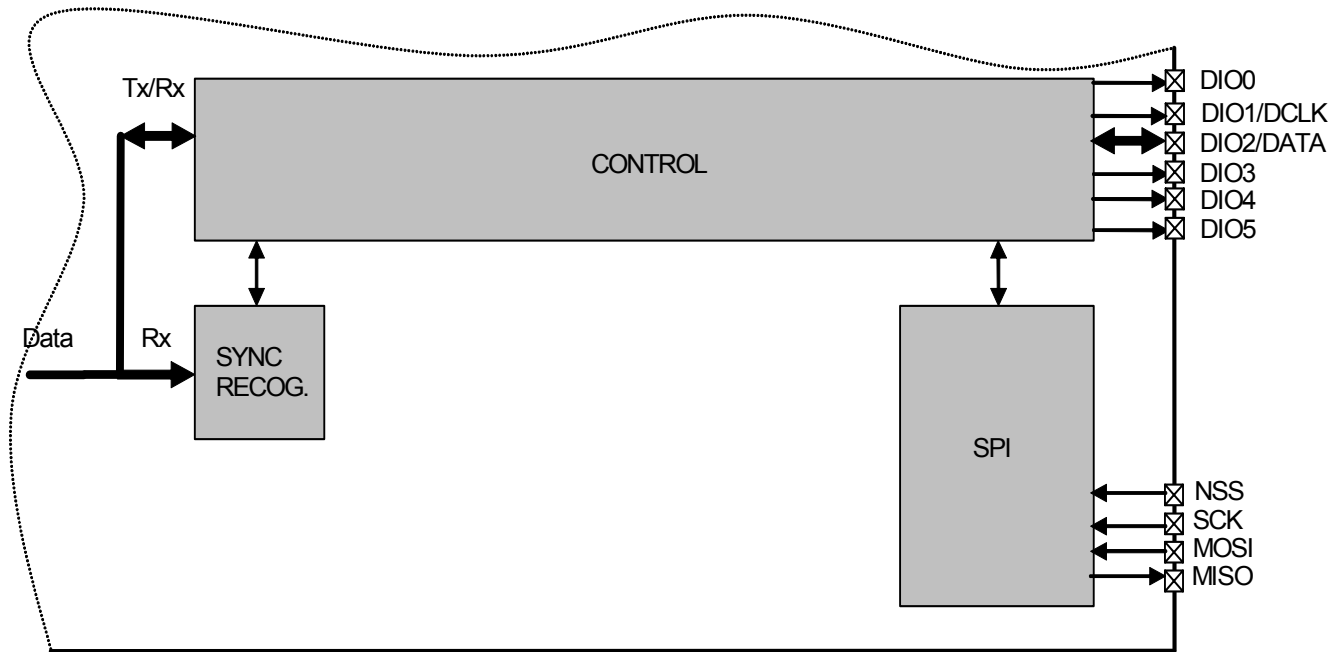 Tx/Rx
CONTROL
DIO0
DIO1/DCLK
DIO2/DATA
DIO3
DIO4
DIO5
Data
Rx
SYNC
RECOG.
SPI
NSS
SCK
MOSI
MISO